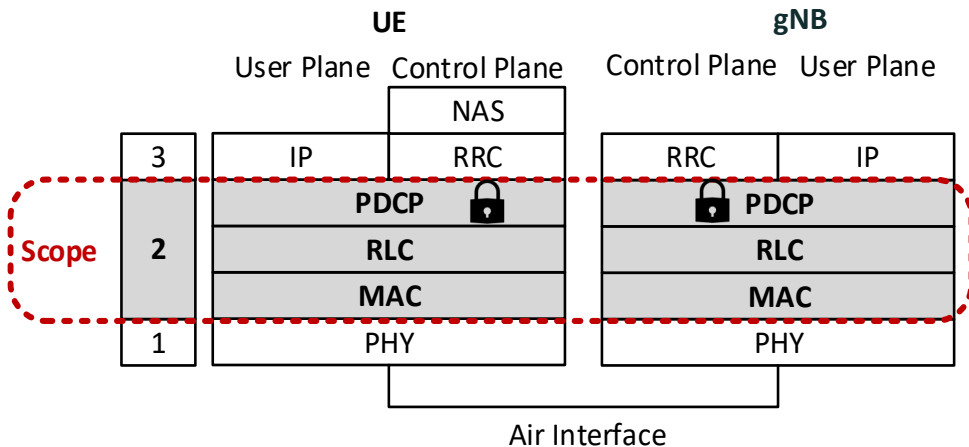 UE
gNB
User Plane
Control Plane
Control Plane
User Plane
NAS
3
IP
RRC
RRC
IP
Scope
2
PDCP
PDCP
RLC
RLC
MAC
MAC
1
PHY
PHY
Air Interface